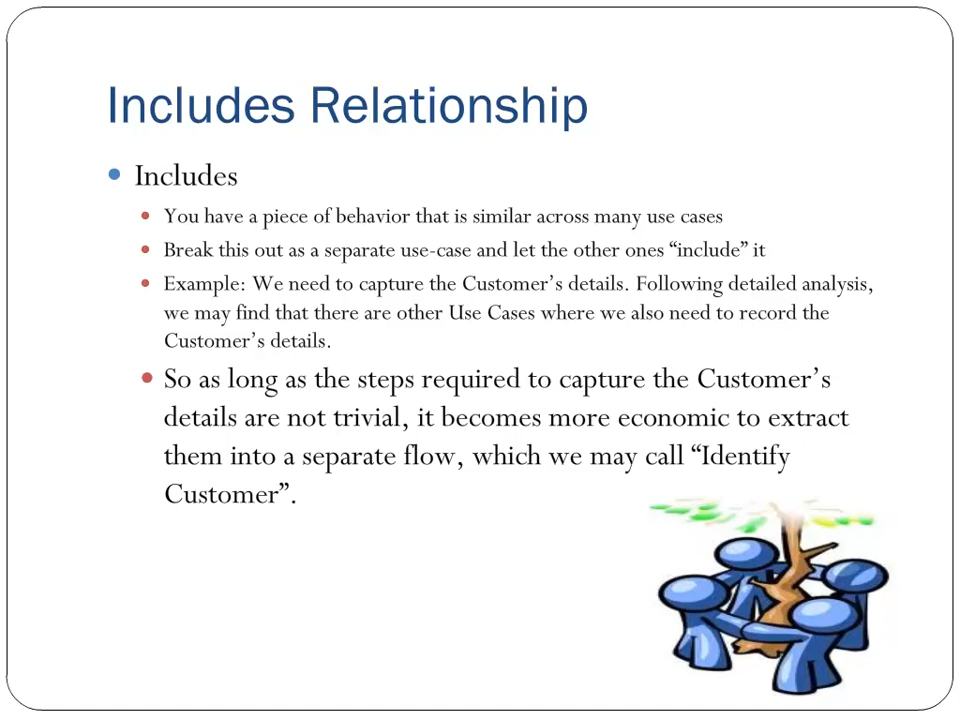 Includes Relationship
Includes
You have a piece of behavior that is similar across many use cases
Break this out as a separate use-case and let the other ones “include” it
Example: We need to capture the Customer’s details. Following detailed analysis,
we may find that there are other Use Cases where we also need to record the
Customer’s details.
So as long as the steps required to capture the Customer’s
details are not trivial, it becomes more economic to extract
them into a separate flow, which we may call “Identify
Customer”.